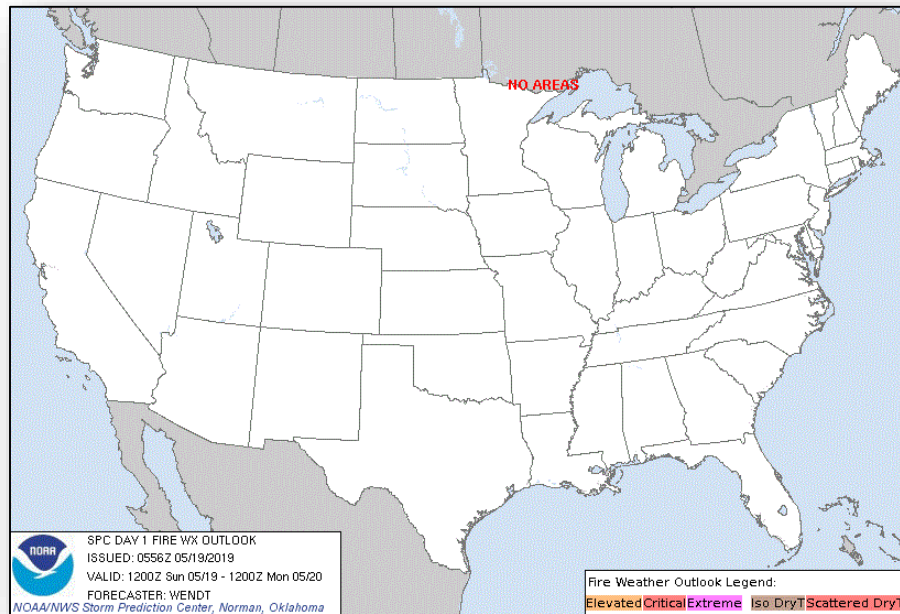 NO AREAS
NOAA
SPC DAY 1 FIRE WX OUTLOOK
ISSUED: 0556Z 05/19/2019
VALID: 1200Z Sun 05/19 - 1200Z Mon 05/20
FORECASTER: WENDT
NOAA/NWS Storm Prediction Center, Norman, Oklahoma
Fire Weather Outlook Legend:
Elevated Critical Extreme Iso DryT Scattered DryT